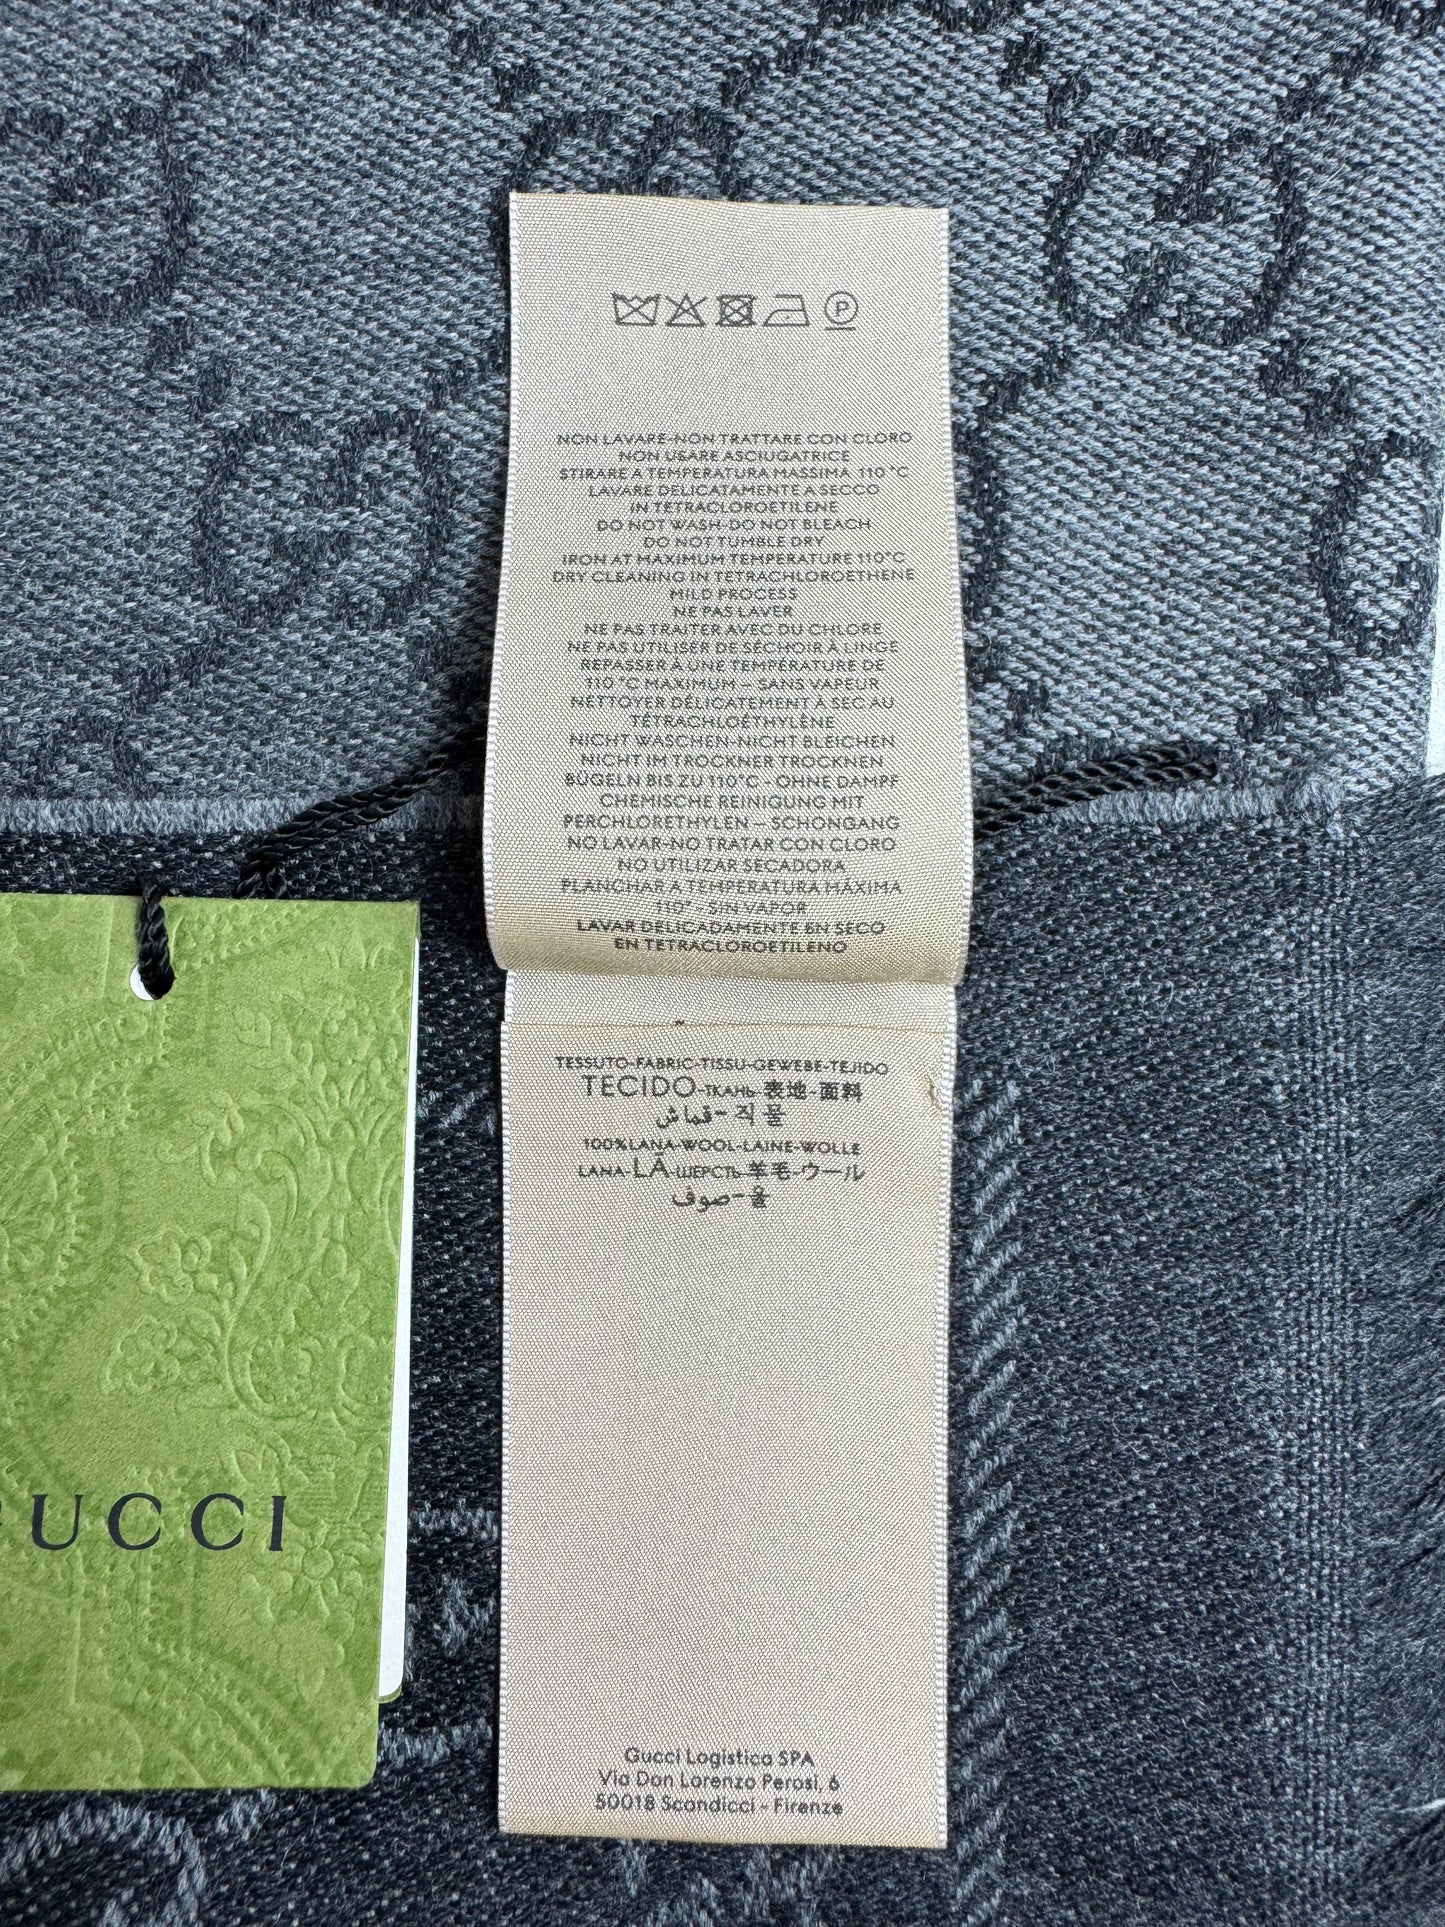 P
NON LAVARE-NON TRATTARE CON CLORO
NON USARE ASCIUGATRICE
STIRARE A TEMPERATURA MASSIMA 110 °C
LAVARE DELICATAMENTE A SECCO
IN TETRACLOROETILENE
DO NOT WASH-DO NOT BLEACH
DO NOT TUMBLE DRY
IRON AT MAXIMUM TEMPERATURE 110°C
DRY CLEANING IN TETRACHLOROETHENE
MILD PROCESS
NE PAS LAVER
NE PAS TRAITER AVEC DU CHLORE
NE PAS UTILISER DE SÉCHOIR À LINGE
REPASSER À UNE TEMPÉRATURE DE
110 °C MAXIMUM – SANS VAPEUR
NETTOYER DÉLICATEMENT À SEC AU
TÉTRACHLOÉTHYLÈNE
NICHT WASCHEN-NICHT BLEICHEN
NICHT IM TROCKNER TROCKNEN
BÜGELN BIS ZU 110°C - OHNE DAMPF
CHEMISCHE REINIGUNG MIT
PERCHLORETHYLEN – SCHONGANG
NO LAVAR-NO TRATAR CON CLORO
NO UTILIZAR SECADORA
PLANCHAR A TEMPERATURA MÁXIMA
110° - SIN VAPOR
LAVAR DELICADAMENTE EN SECO
EN TETRACLOROETILENO
TESSUTO-FABRIC-TISSU-GEWEBE-TEJIDO
TECIDO-ТКАНЬ-表地-面料
قماش-직물
100%LANA-WOOL-LAINE-WOLLE
LANA-LÃ-ШЕРСТЬ-羊毛-ウール
صوف-울
GUCCI
Gucci Logistica SPA
Via Don Lorenzo Perosi, 6
50018 Scandicci - Firenze